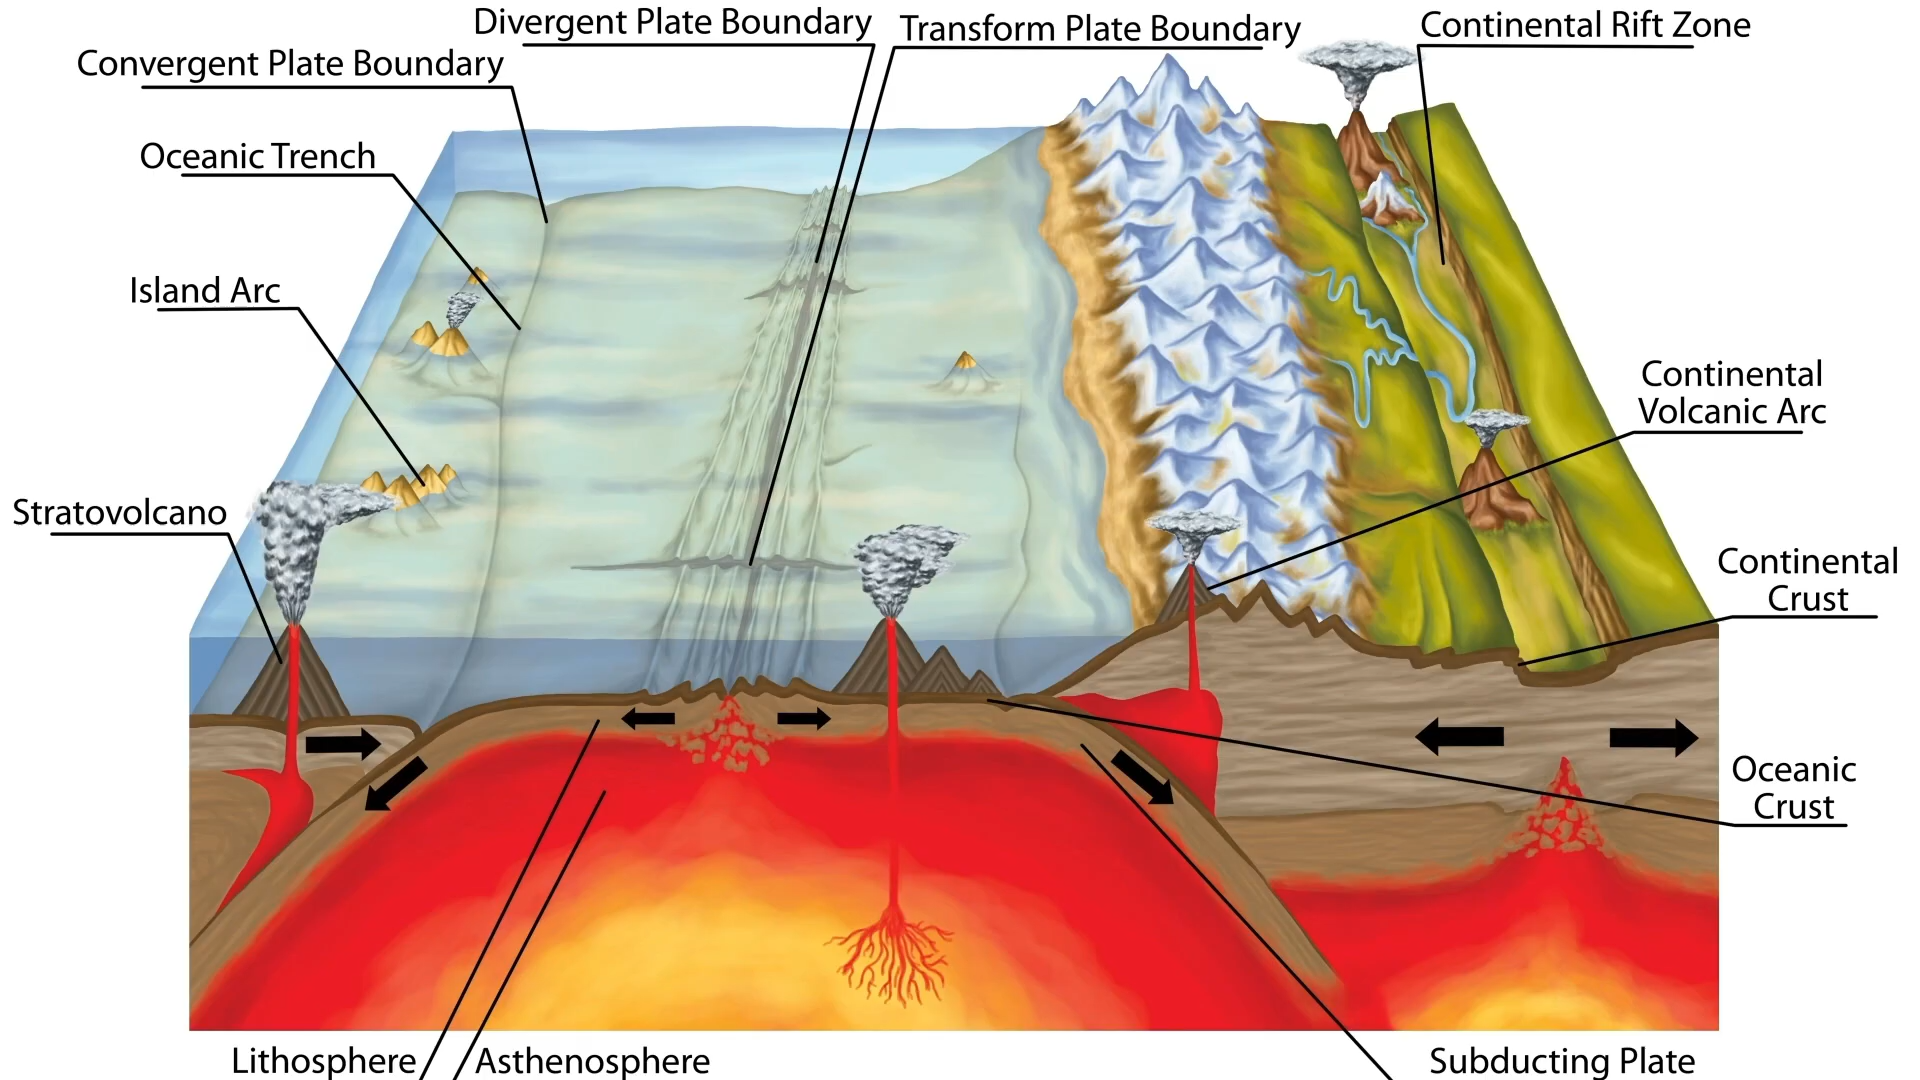 Divergent Plate Boundary
Transform Plate Boundary
Continental Rift Zone
Convergent Plate Boundary
Oceanic Trench
Island Arc
Continental
Volcanic Arc
Stratovolcano
Continental
Crust
Oceanic
Crust
Lithosphere
Asthenosphere
Subducting Plate